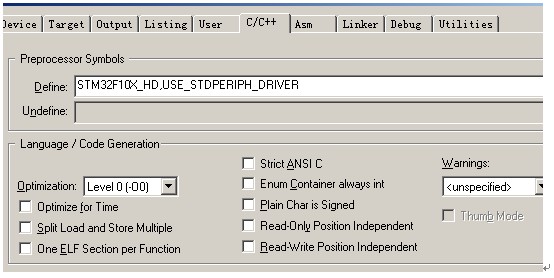 Device Target Output Listing User C/C++ Asm Linker Debug Utilities
Preprocessor Symbols
Define: STM32F10X_HD,USE_STDPERIPH_DRIVER
Undefine:
Language / Code Generation
Strict ANSI C Warnings:
Optimization: Level 0 (-O0) Enum Container always int <unspecified>
Optimize for Time Plain Char is Signed Thumb Mode
Split Load and Store Multiple Read-Only Position Independent
One ELF Section per Function Read-Write Position Independent